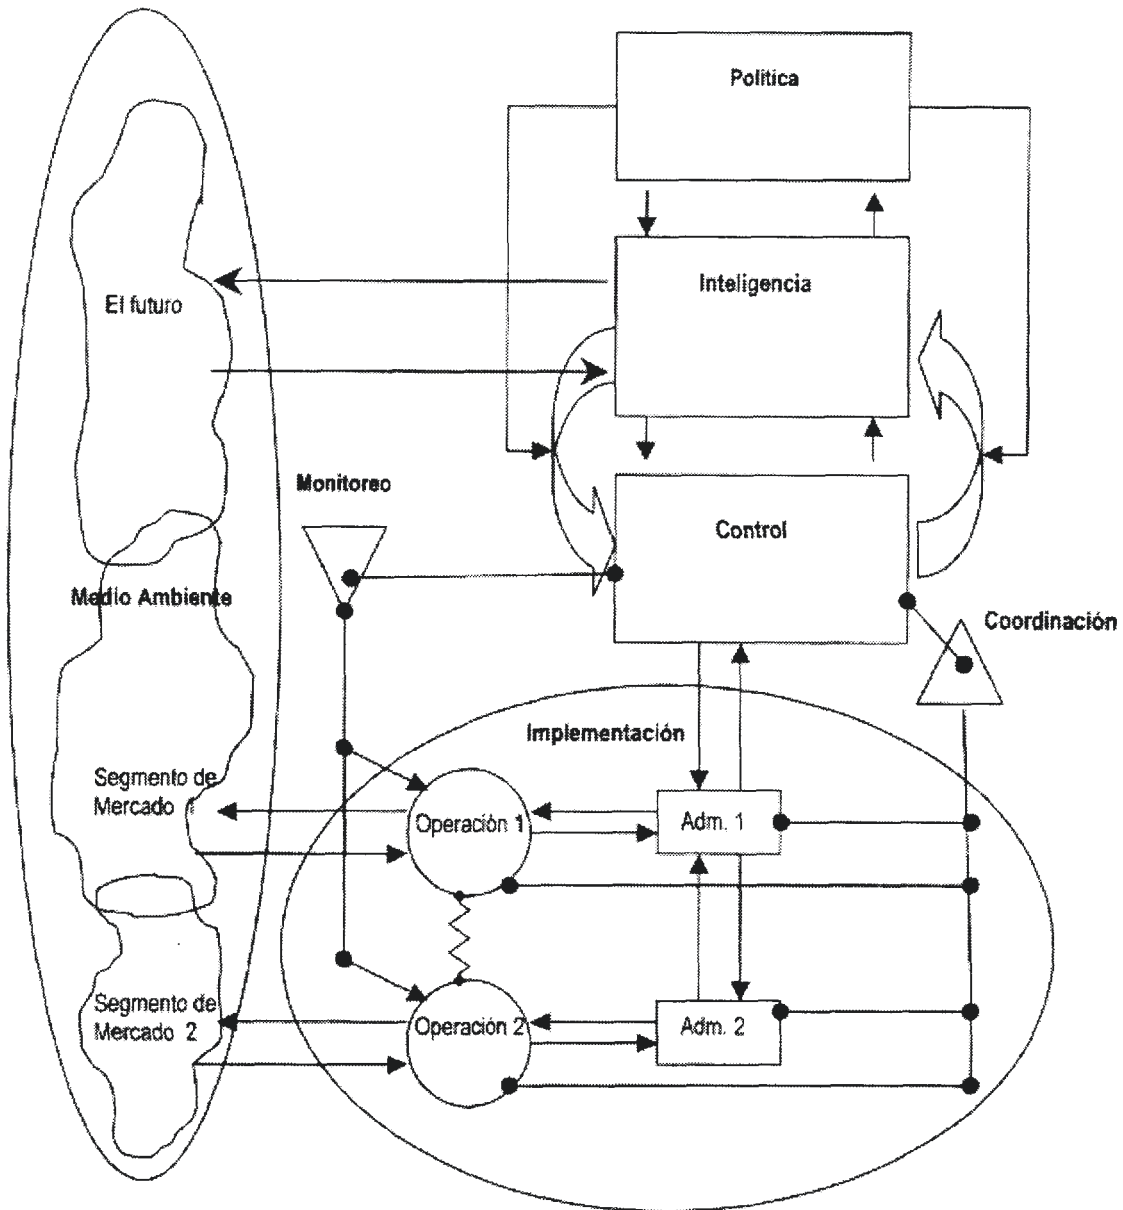 Política
Inteligencia
El futuro
Monitoreo
Control
Medio Ambiente
Coordinación
Implementación
Segmento de
Mercado 1
Operación 1
Adm. 1
Segmento de
Mercado 2
Operación 2
Adm. 2